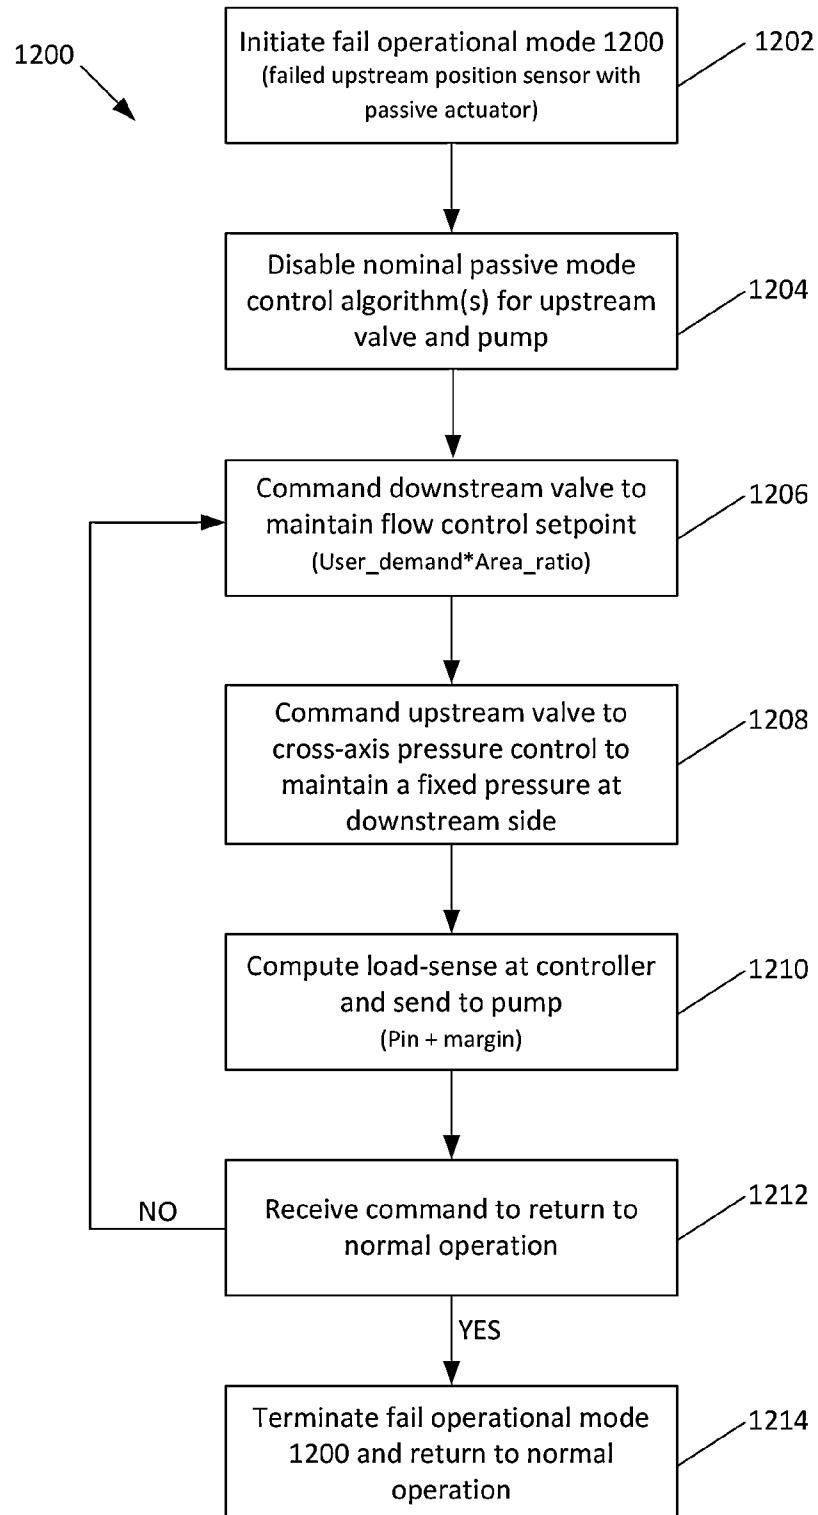 1200
Initiate fail operational mode 1200
(failed upstream position sensor with
passive actuator)
1202
Disable nominal passive mode
control algorithm(s) for upstream
valve and pump
1204
Command downstream valve to
maintain flow control setpoint
(User_demand*Area_ratio)
1206
Command upstream valve to
cross-axis pressure control to
maintain a fixed pressure at
downstream side
1208
Compute load-sense at controller
and send to pump
(Pin + margin)
1210
Receive command to return to
normal operation
1212
NO
YES
Terminate fail operational mode
1200 and return to normal
operation
1214